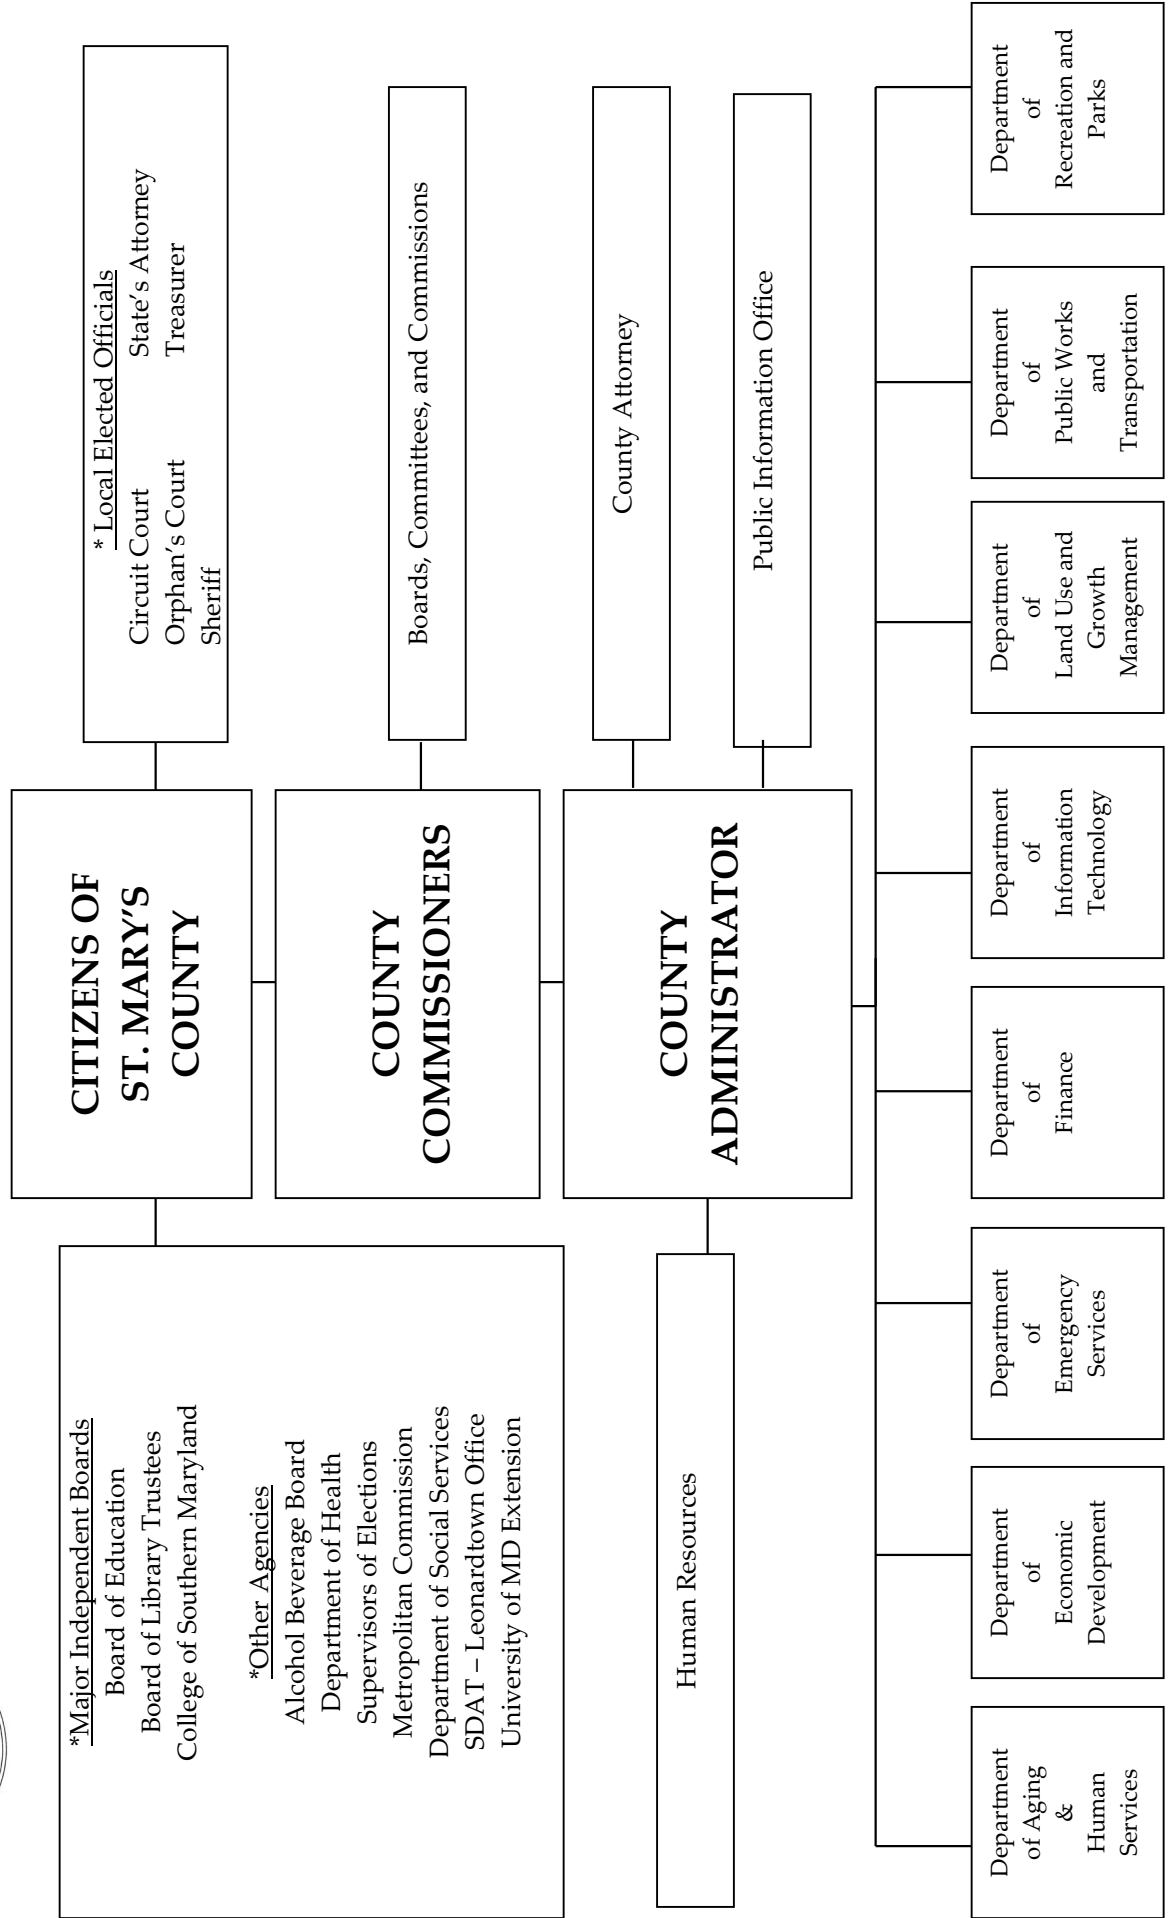 CITIZENS OF
ST. MARY'S
COUNTY
*Major Independent Boards
Board of Education
Board of Library Trustees
College of Southern Maryland
*Other Agencies
Alcohol Beverage Board
Department of Health
Supervisors of Elections
Metropolitan Commission
Department of Social Services
SDAT – Leonardtown Office
University of MD Extension
* Local Elected Officials
Circuit Court State's Attorney
Orphan's Court Treasurer
Sheriff
COUNTY
COMMISSIONERS
Boards, Committees, and Commissions
COUNTY
ADMINISTRATOR
Human Resources
County Attorney
Public Information Office
Department
of Aging
&
Human
Services
Department
of
Economic
Development
Department
of
Emergency
Services
Department
of
Finance
Department
of
Information
Technology
Department
of
Land Use and
Growth
Management
Department
of
Public Works
and
Transportation
Department
of
Recreation and
Parks